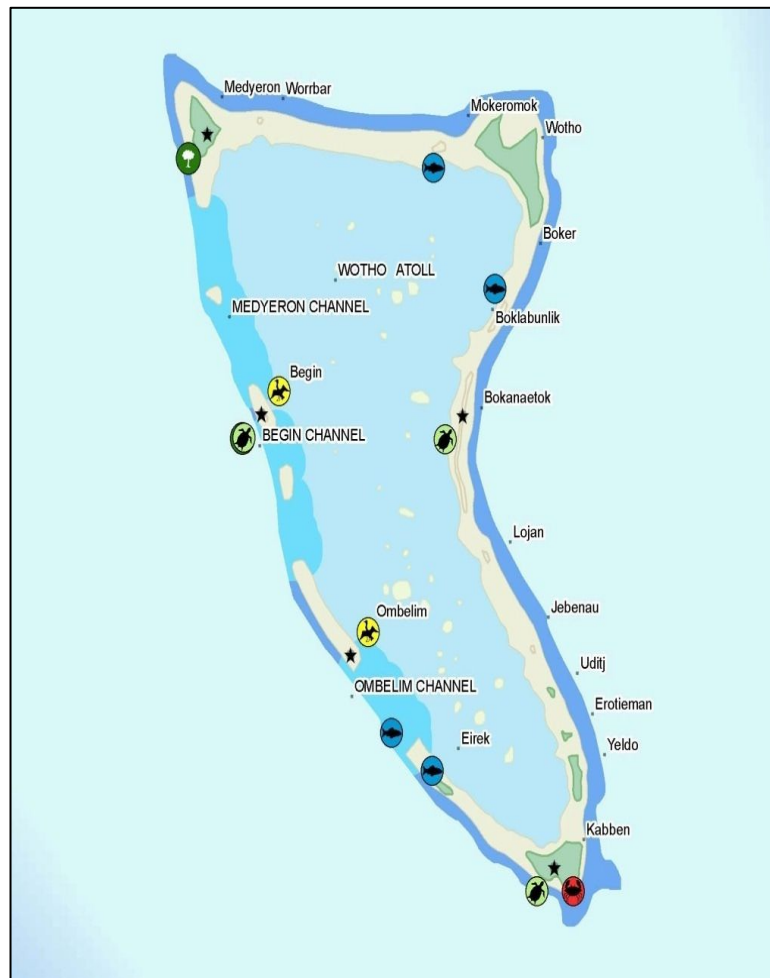 Medyeron Worrbar
Mokeromok
Wotho
Boker
WOTHO ATOLL
MEDYERON CHANNEL
Boklabunlik
Begin
Bokanaetok
BEGIN CHANNEL
Lojan
Ombelim
Jebenau
Uditj
OMBELIM CHANNEL
Erotieman
Eirek
Yeldo
Kabben